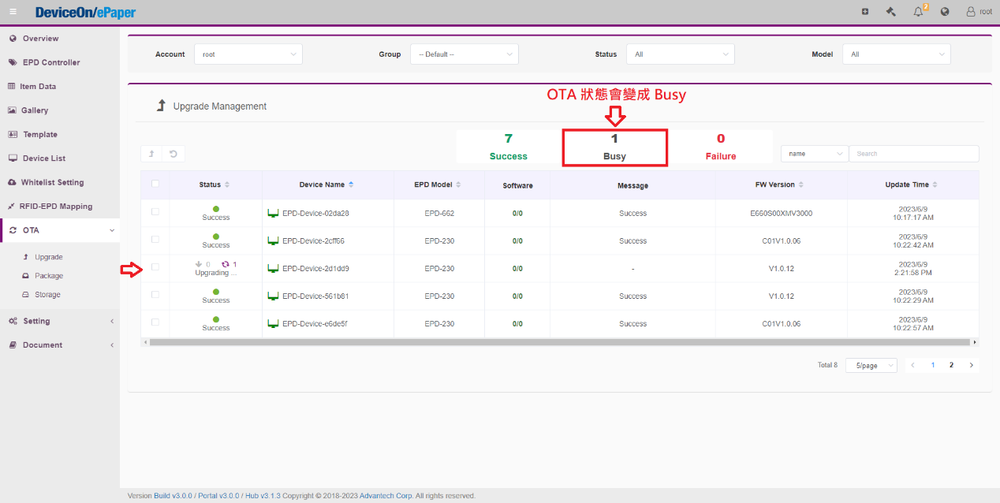 DeviceOn/ePaper
2
root
Overview
EPD Controller
Item Data
Gallery
Template
Device List
Whitelist Setting
RFID-EPD Mapping
OTA
Upgrade
Package
Storage
Setting
Document
Account root Group -- Default -- Status All Model All
OTA 狀態會變成 Busy
Upgrade Management
7 1 0
Success Busy Failure
name Search
Status Device Name EPD Model Software Message FW Version Update Time
Success EPD-Device-02da28 EPD-662 0/0 Success E660S00XMV3000 2023/6/9
10:17:17 AM
Success EPD-Device-2cff66 EPD-230 0/0 Success C01V1.0.06 2023/6/9
10:22:42 AM
0 1
Upgrading ... EPD-Device-2d1dd9 EPD-230 0/0 - V1.0.12 2023/6/9
2:21:58 PM
Success EPD-Device-561b81 EPD-230 0/0 Success V1.0.12 2023/6/9
10:22:29 AM
Success EPD-Device-e6de5f EPD-230 0/0 Success C01V1.0.06 2023/6/9
10:22:57 AM
Total 8 5/page 1 2
Version Build v3.0.0 / Portal v3.0.0 / Hub v3.1.3 Copyright © 2018-2023 Advantech Corp. All rights reserved.